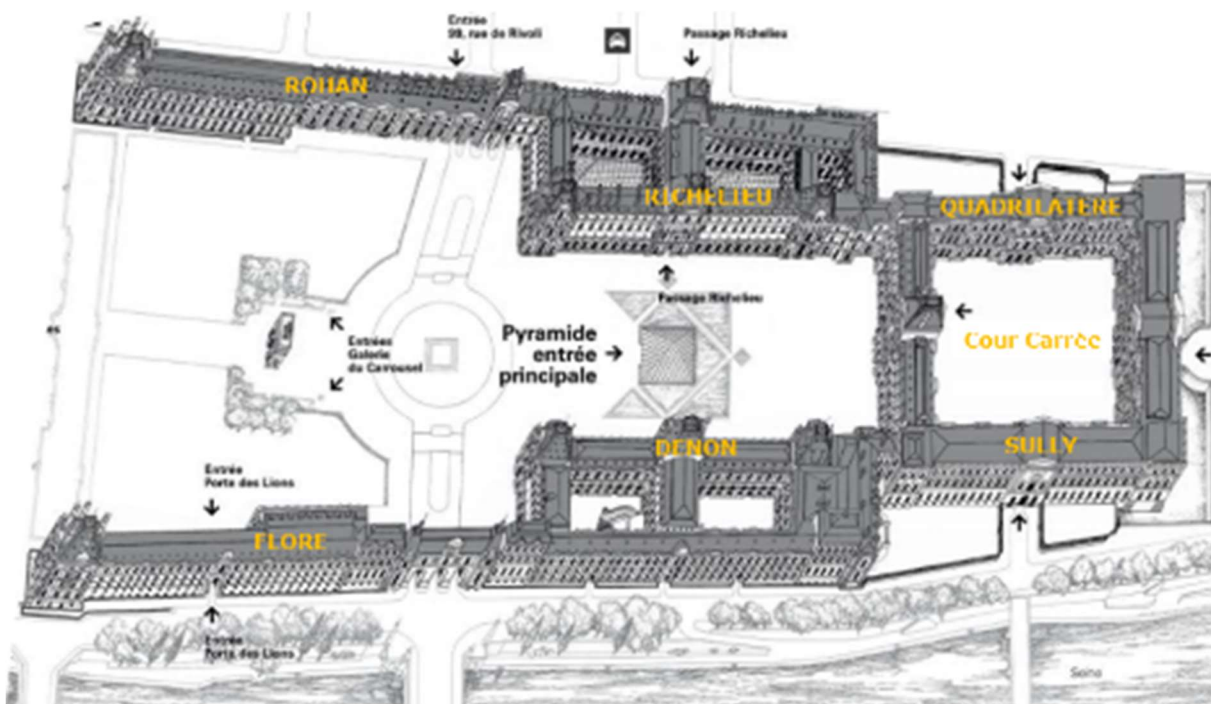 Entrée
99, rue de Rivoli
Passage Richelieu
ROHAN
RICHELIEU
QUADRILATERE
Passage Richelieu
Pyramide
entrée
principale
Entrées
Galerie
du Carrousel
Cour Carrée
DENON
SULLY
Entrée
Porte des Lions
FLORE
Entrée
Porte des Lions
Seine